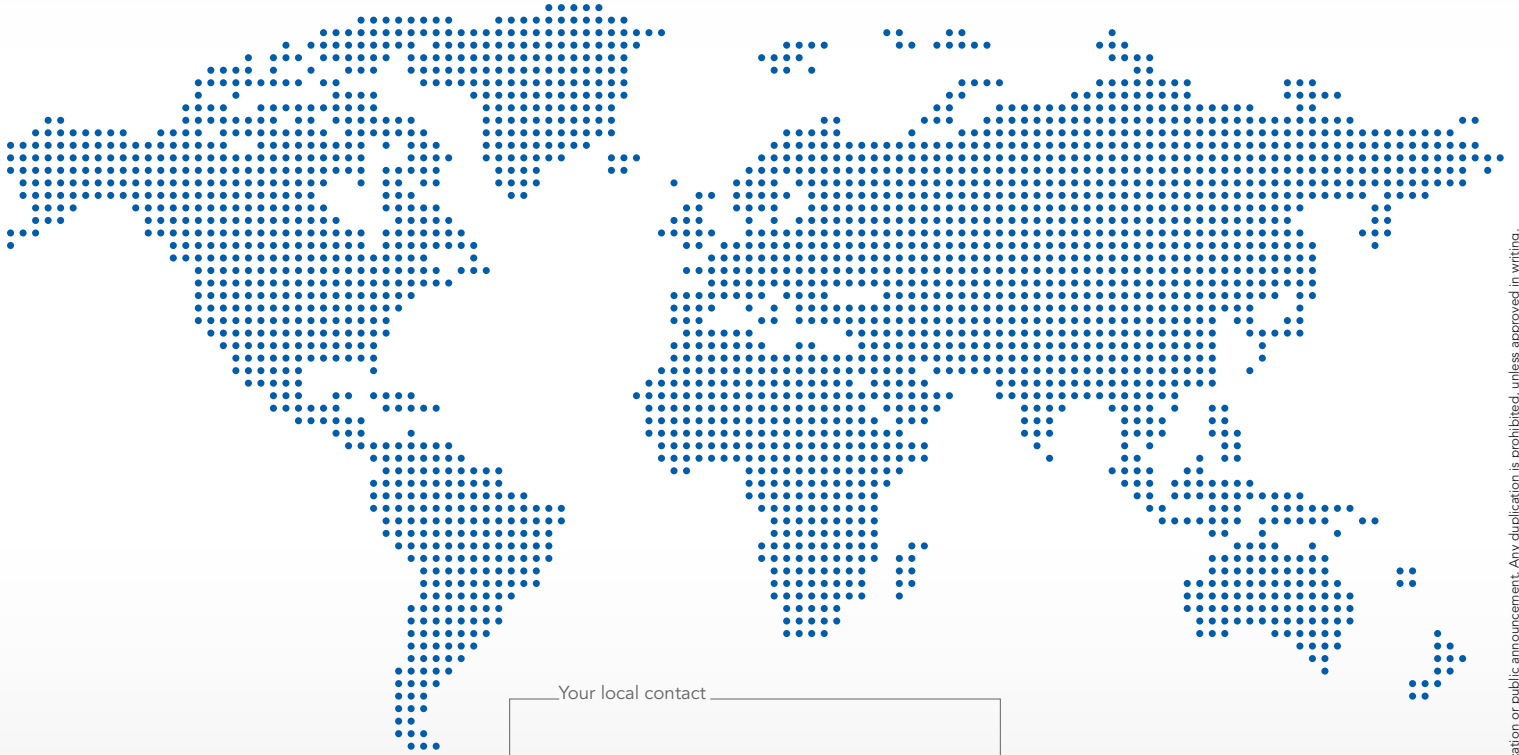 Your local contact
ation or public announcement. Any duplication is prohibited, unless approved in writing.